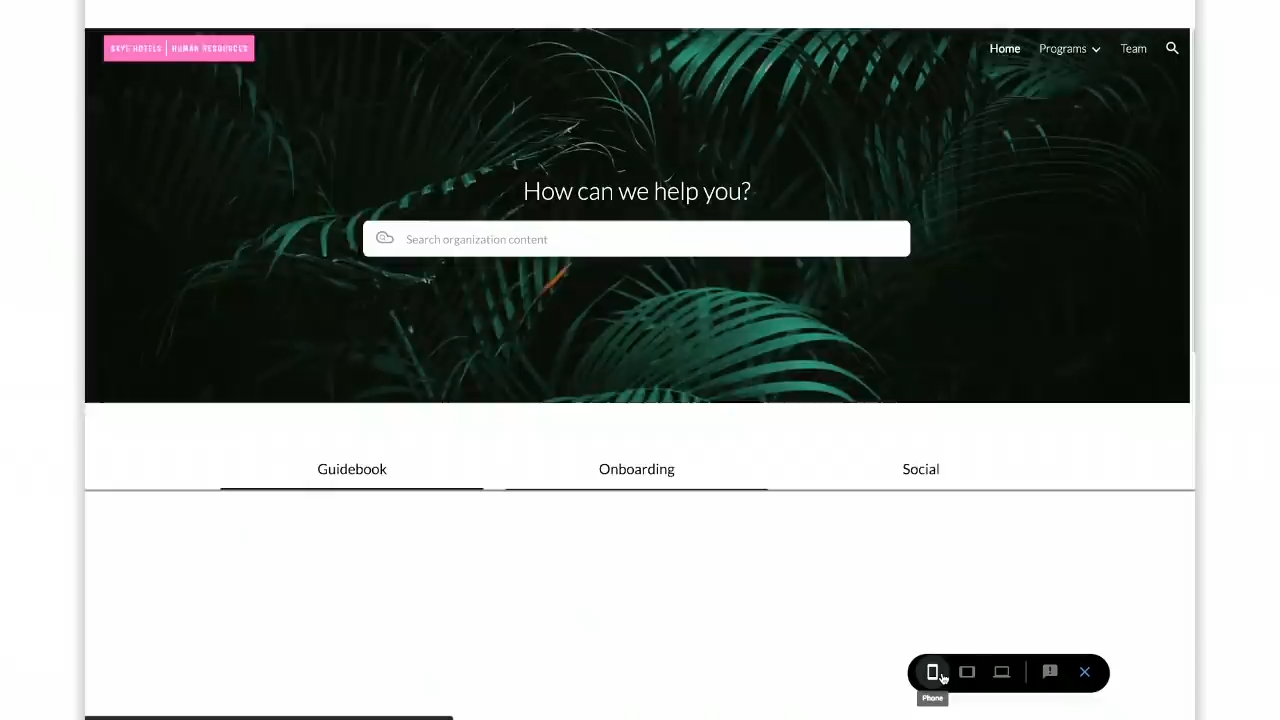 SKYE HOTELS | HUMAN RESOURCES
Home
Programs
Team
How can we help you?
Search organization content
Guidebook
Onboarding
Social
Phone